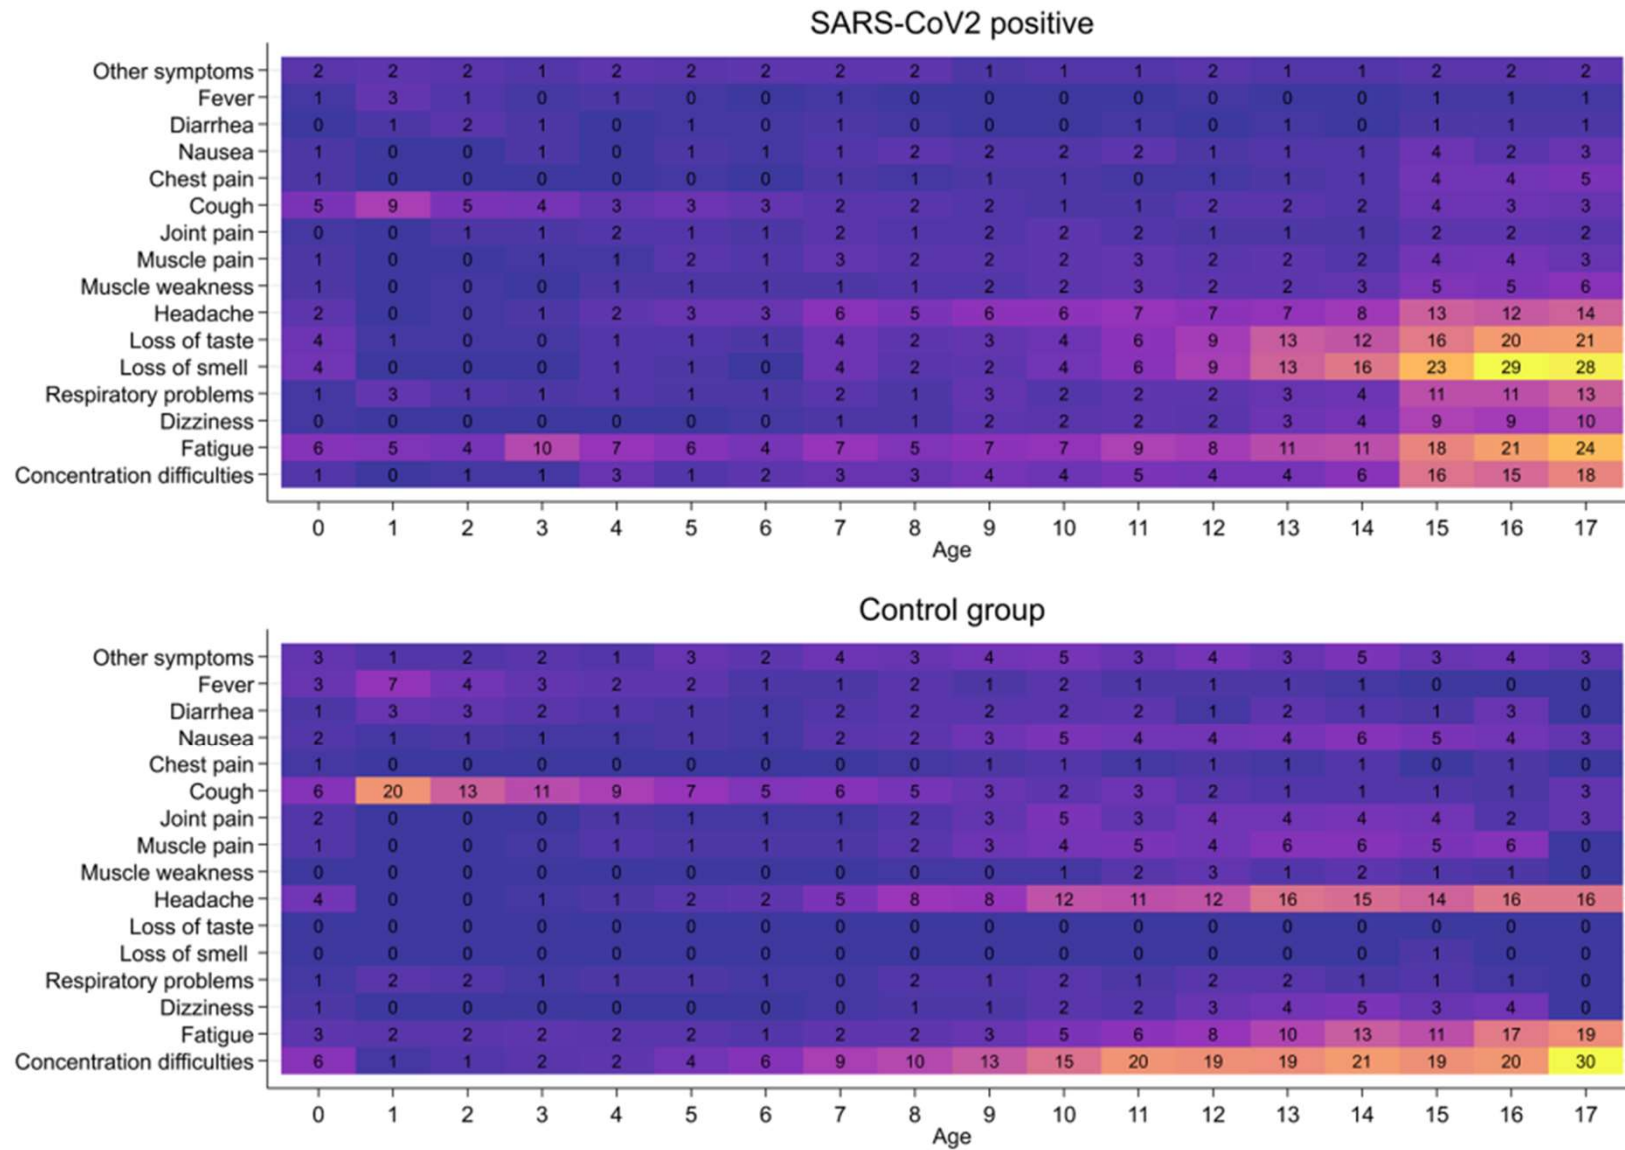 SARS-CoV2 positive
Other symptoms 2 2 2 1 2 2 2 2 2 1 1 1 2 1 1 2 2 2
Fever 1 3 1 0 1 0 0 1 0 0 0 0 0 0 0 1 1 1
Diarrhea 0 1 2 1 0 1 0 1 0 0 0 1 0 1 0 1 1 1
Nausea 1 0 0 1 0 1 1 1 2 2 2 2 1 1 1 4 2 3
Chest pain 1 0 0 0 0 0 0 1 1 1 1 0 1 1 1 4 4 5
Cough 5 9 5 4 3 3 3 2 2 2 1 1 2 2 2 4 3 3
Joint pain 0 0 1 1 2 1 1 2 1 2 2 2 1 1 1 2 2 2
Muscle pain 1 0 0 1 1 2 1 3 2 2 2 3 2 2 2 4 4 3
Muscle weakness 1 0 0 0 1 1 1 1 1 2 2 3 2 2 3 5 5 6
Headache 2 0 0 1 2 3 3 6 5 6 6 7 7 7 8 13 12 14
Loss of taste 4 1 0 0 1 1 1 4 2 3 4 6 9 13 12 16 20 21
Loss of smell 4 0 0 0 1 1 0 4 2 2 4 6 9 13 16 23 29 28
Respiratory problems 1 3 1 1 1 1 1 2 1 3 2 2 2 3 4 11 11 13
Dizziness 0 0 0 0 0 0 0 1 1 2 2 2 2 3 4 9 9 10
Fatigue 6 5 4 10 7 6 4 7 5 7 7 9 8 11 11 18 21 24
Concentration difficulties 1 0 1 1 3 1 2 3 3 4 4 5 4 4 6 16 15 18
0 1 2 3 4 5 6 7 8 9 10 11 12 13 14 15 16 17
Age
Control group
Other symptoms 3 1 2 2 1 3 2 4 3 4 5 3 4 3 5 3 4 3
Fever 3 7 4 3 2 2 1 1 2 1 2 1 1 1 1 0 0 0
Diarrhea 1 3 3 2 1 1 1 2 2 2 2 2 1 2 1 1 3 0
Nausea 2 1 1 1 1 1 1 2 2 3 5 4 4 4 6 5 4 3
Chest pain 1 0 0 0 0 0 0 0 0 1 1 1 1 1 1 0 1 0
Cough 6 20 13 11 9 7 5 6 5 3 2 3 2 1 1 1 1 3
Joint pain 2 0 0 0 1 1 1 1 2 3 5 3 4 4 4 4 2 3
Muscle pain 1 0 0 0 1 1 1 1 2 3 4 5 4 6 6 5 6 0
Muscle weakness 0 0 0 0 0 0 0 0 0 0 1 2 3 1 2 1 1 0
Headache 4 0 0 1 1 2 2 5 8 8 12 11 12 16 15 14 16 16
Loss of taste 0 0 0 0 0 0 0 0 0 0 0 0 0 0 0 0 0 0
Loss of smell 0 0 0 0 0 0 0 0 0 0 0 0 0 0 0 1 0 0
Respiratory problems 1 2 2 1 1 1 1 0 2 1 2 1 2 2 1 1 1 0
Dizziness 1 0 0 0 0 0 0 0 1 1 2 2 3 4 5 3 4 0
Fatigue 3 2 2 2 2 2 1 2 2 3 5 6 8 10 13 11 17 19
Concentration difficulties 6 1 1 2 2 4 6 9 10 13 15 20 19 19 21 19 20 30
0 1 2 3 4 5 6 7 8 9 10 11 12 13 14 15 16 17
Age